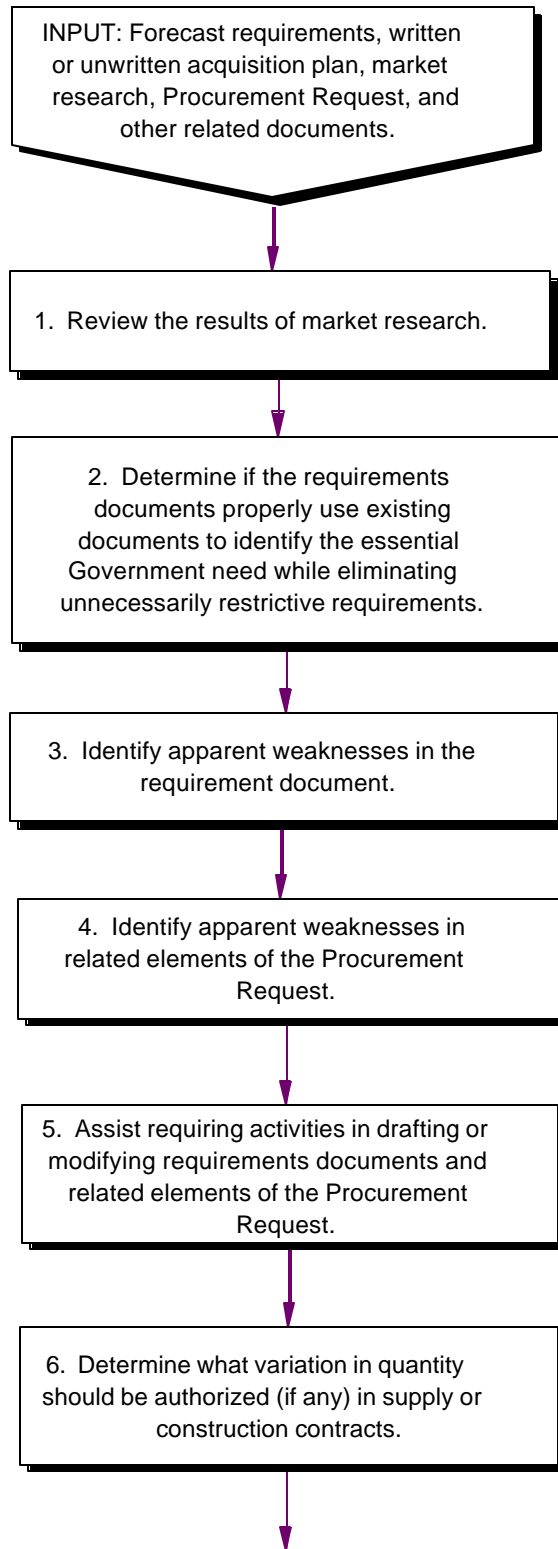 INPUT: Forecast requirements, written
or unwritten acquisition plan, market
research, Procurement Request, and
other related documents.
1. Review the results of market research.
2. Determine if the requirements
documents properly use existing
documents to identify the essential
Government need while eliminating
unnecessarily restrictive requirements.
3. Identify apparent weaknesses in the
requirement document.
4. Identify apparent weaknesses in
related elements of the Procurement
Request.
5. Assist requiring activities in drafting or
modifying requirements documents and
related elements of the Procurement
Request.
6. Determine what variation in quantity
should be authorized (if any) in supply or
construction contracts.